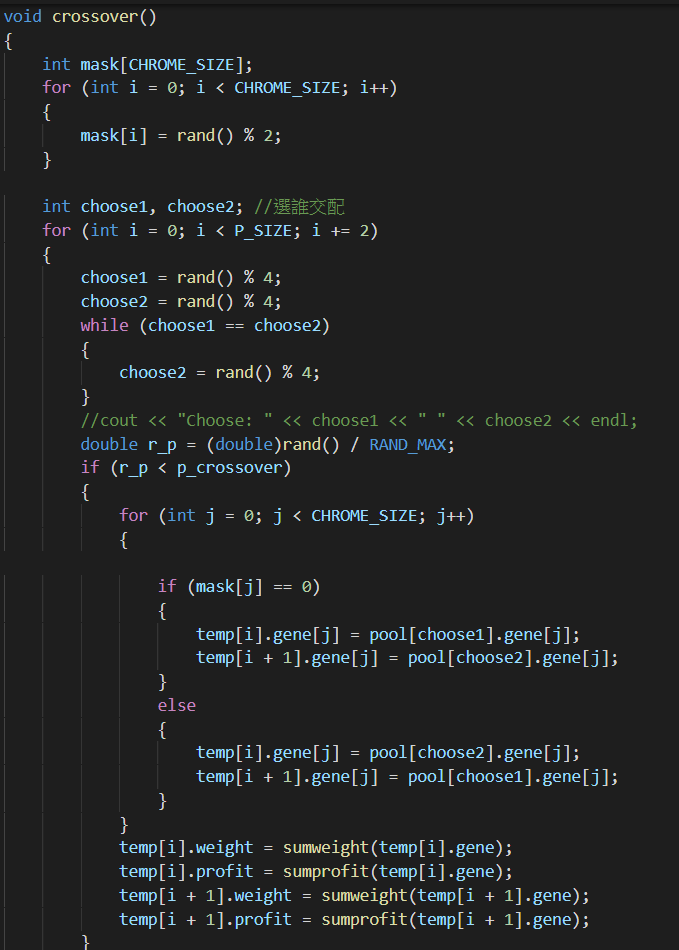 void crossover()
{
    int mask[CHROME_SIZE];
    for (int i = 0; i < CHROME_SIZE; i++)
    {
        mask[i] = rand() % 2;
    }

    int choose1, choose2; //選誰交配
    for (int i = 0; i < P_SIZE; i += 2)
    {
        choose1 = rand() % 4;
        choose2 = rand() % 4;
        while (choose1 == choose2)
        {
            choose2 = rand() % 4;
        }
        //cout << "Choose: " << choose1 << " " << choose2 << endl;
        double r_p = (double)rand() / RAND_MAX;
        if (r_p < p_crossover)
        {
            for (int j = 0; j < CHROME_SIZE; j++)
            {

                if (mask[j] == 0)
                {
                    temp[i].gene[j] = pool[choose1].gene[j];
                    temp[i + 1].gene[j] = pool[choose2].gene[j];
                }
                else
                {
                    temp[i].gene[j] = pool[choose2].gene[j];
                    temp[i + 1].gene[j] = pool[choose1].gene[j];
                }
            }
            temp[i].weight = sumweight(temp[i].gene);
            temp[i].profit = sumprofit(temp[i].gene);
            temp[i + 1].weight = sumweight(temp[i + 1].gene);
            temp[i + 1].profit = sumprofit(temp[i + 1].gene);
        }